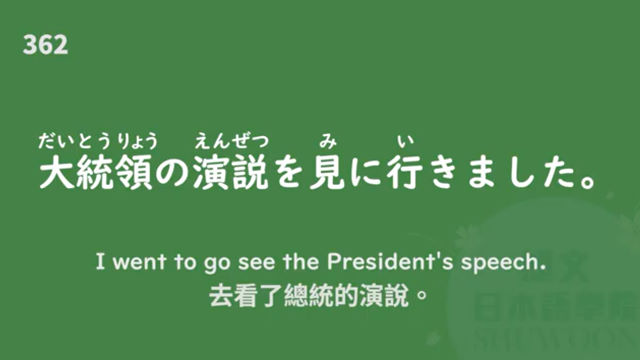 362
だいとうりょう えんぜつ み い
大統領の演説を見に行きました。
I went to go see the President's speech.
去看了總統的演說。
日本語學院
SHUWOON